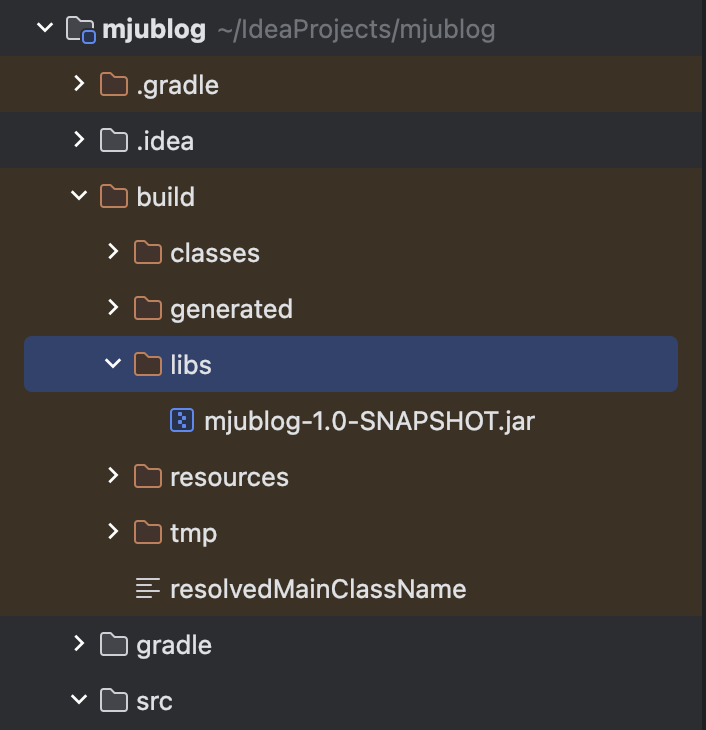 mjublog ~/IdeaProjects/mjublog
.gradle
.idea
build
classes
generated
libs
mjublog-1.0-SNAPSHOT.jar
resources
tmp
resolvedMainClassName
gradle
src